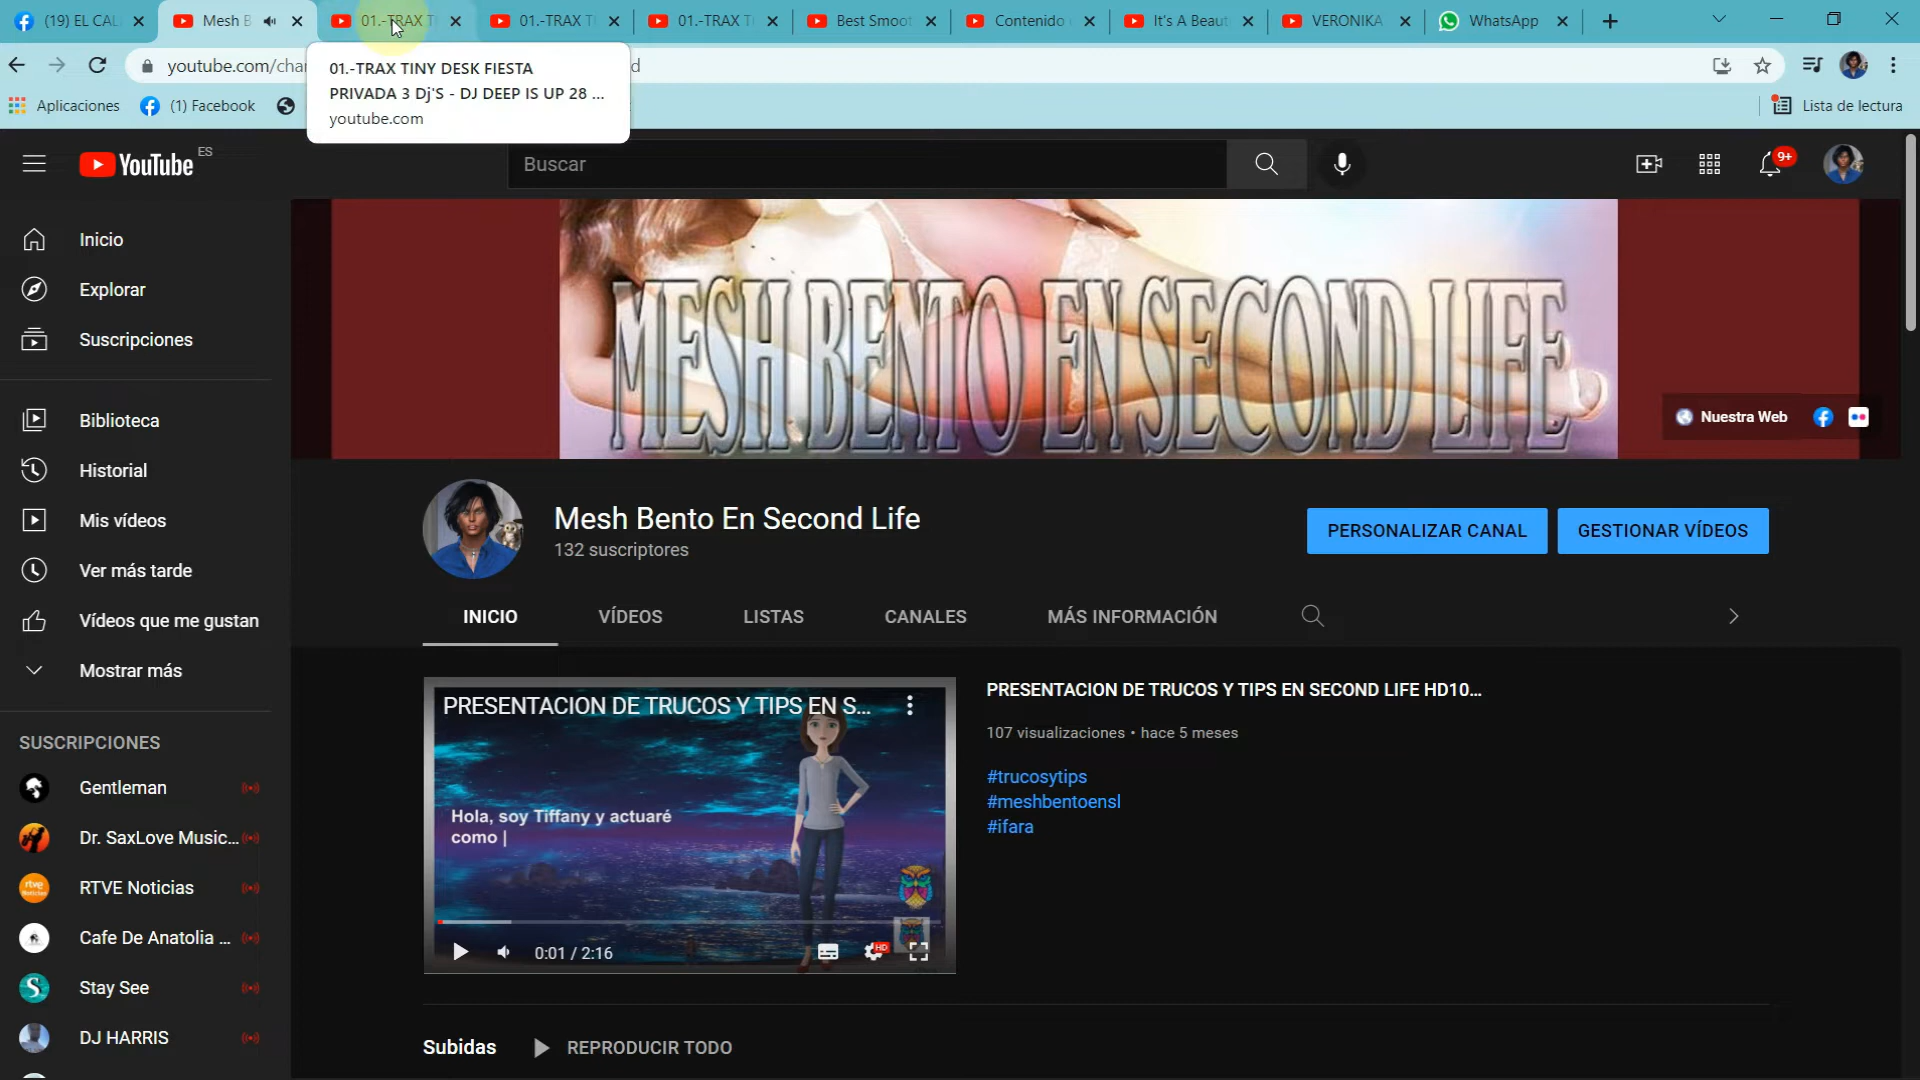 (19) EL CAL
Mesh B
01.-TRAX T
01.-TRAX T
01.-TRAX T
Best Smoot
Contenido
It's A Beaut
VERONIKA
WhatsApp
youtube.com/cha
d
01.-TRAX TINY DESK FIESTA
PRIVADA 3 Dj'S - DJ DEEP IS UP 28 ...
youtube.com
Aplicaciones
(1) Facebook
Lista de lectura
YouTube ES
Buscar
9+
Inicio
Explorar
Suscripciones
Biblioteca
Historial
Mis vídeos
Ver más tarde
Vídeos que me gustan
Mostrar más
SUSCRIPCIONES
Gentleman
Dr. SaxLove Music...
RTVE Noticias
Cafe De Anatolia ...
Stay See
DJ HARRIS
MESH BENTO EN SECOND LIFE
Nuestra Web
Mesh Bento En Second Life
132 suscriptores
PERSONALIZAR CANAL
GESTIONAR VÍDEOS
INICIO
VÍDEOS
LISTAS
CANALES
MÁS INFORMACIÓN
PRESENTACION DE TRUCOS Y TIPS EN S...
Hola, soy Tiffany y actuaré
como |
0:01 / 2:16
HD
PRESENTACION DE TRUCOS Y TIPS EN SECOND LIFE HD10...
107 visualizaciones • hace 5 meses
#trucosytips
#meshbentoensl
#ifara
Subidas
REPRODUCIR TODO